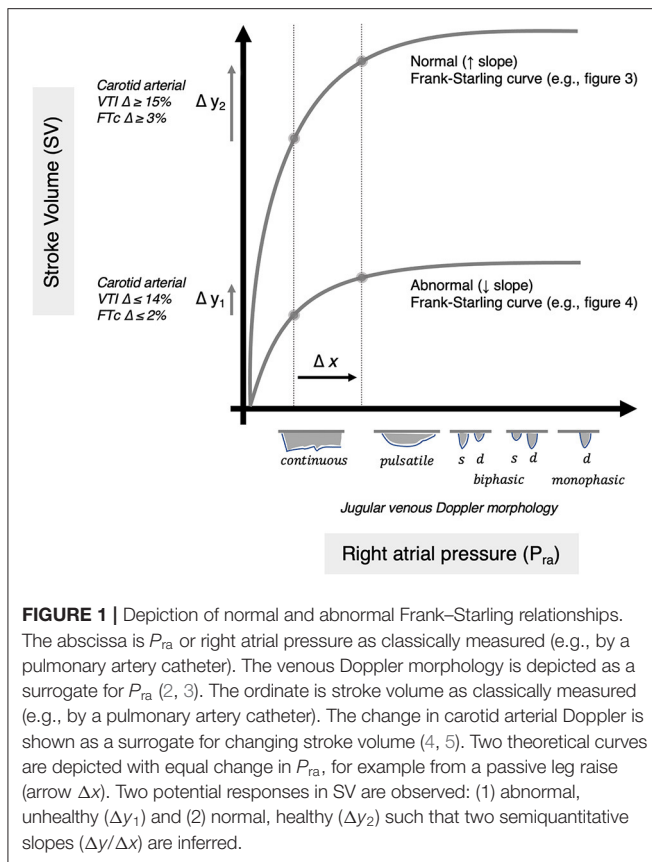 Stroke Volume (SV)
Carotid arterial
VTI Δ ≥ 15%
FTc Δ ≥ 3%
Δ y₂
Normal (↑ slope)
Frank-Starling curve (e.g., figure 3)
Carotid arterial
VTI Δ ≤ 14%
FTc Δ ≤ 2%
Δ y₁
Abnormal (↓ slope)
Frank-Starling curve (e.g., figure 4)
Δ x
s d s d d
continuous pulsatile biphasic monophasic
Jugular venous Doppler morphology
Right atrial pressure (Pra)
FIGURE 1 | Depiction of normal and abnormal Frank–Starling relationships.
The abscissa is Pra or right atrial pressure as classically measured (e.g., by a
pulmonary artery catheter). The venous Doppler morphology is depicted as a
surrogate for Pra (2, 3). The ordinate is stroke volume as classically measured
(e.g., by a pulmonary artery catheter). The change in carotid arterial Doppler is
shown as a surrogate for changing stroke volume (4, 5). Two theoretical curves
are depicted with equal change in Pra, for example from a passive leg raise
(arrow Δx). Two potential responses in SV are observed: (1) abnormal,
unhealthy (Δy₁) and (2) normal, healthy (Δy₂) such that two semiquantitative
slopes (Δy/Δx) are inferred.